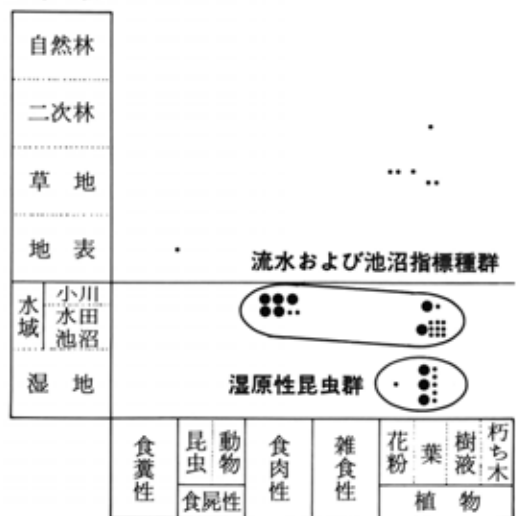 自然林
二次林
草 地
地 表
流水および池沼指標種群
水域
小川
水田
池沼
湿 地
湿原性昆虫群
食糞性
昆虫
動物
食屍性
食肉性
雑食性
花粉
葉
樹液
朽ち木
植 物